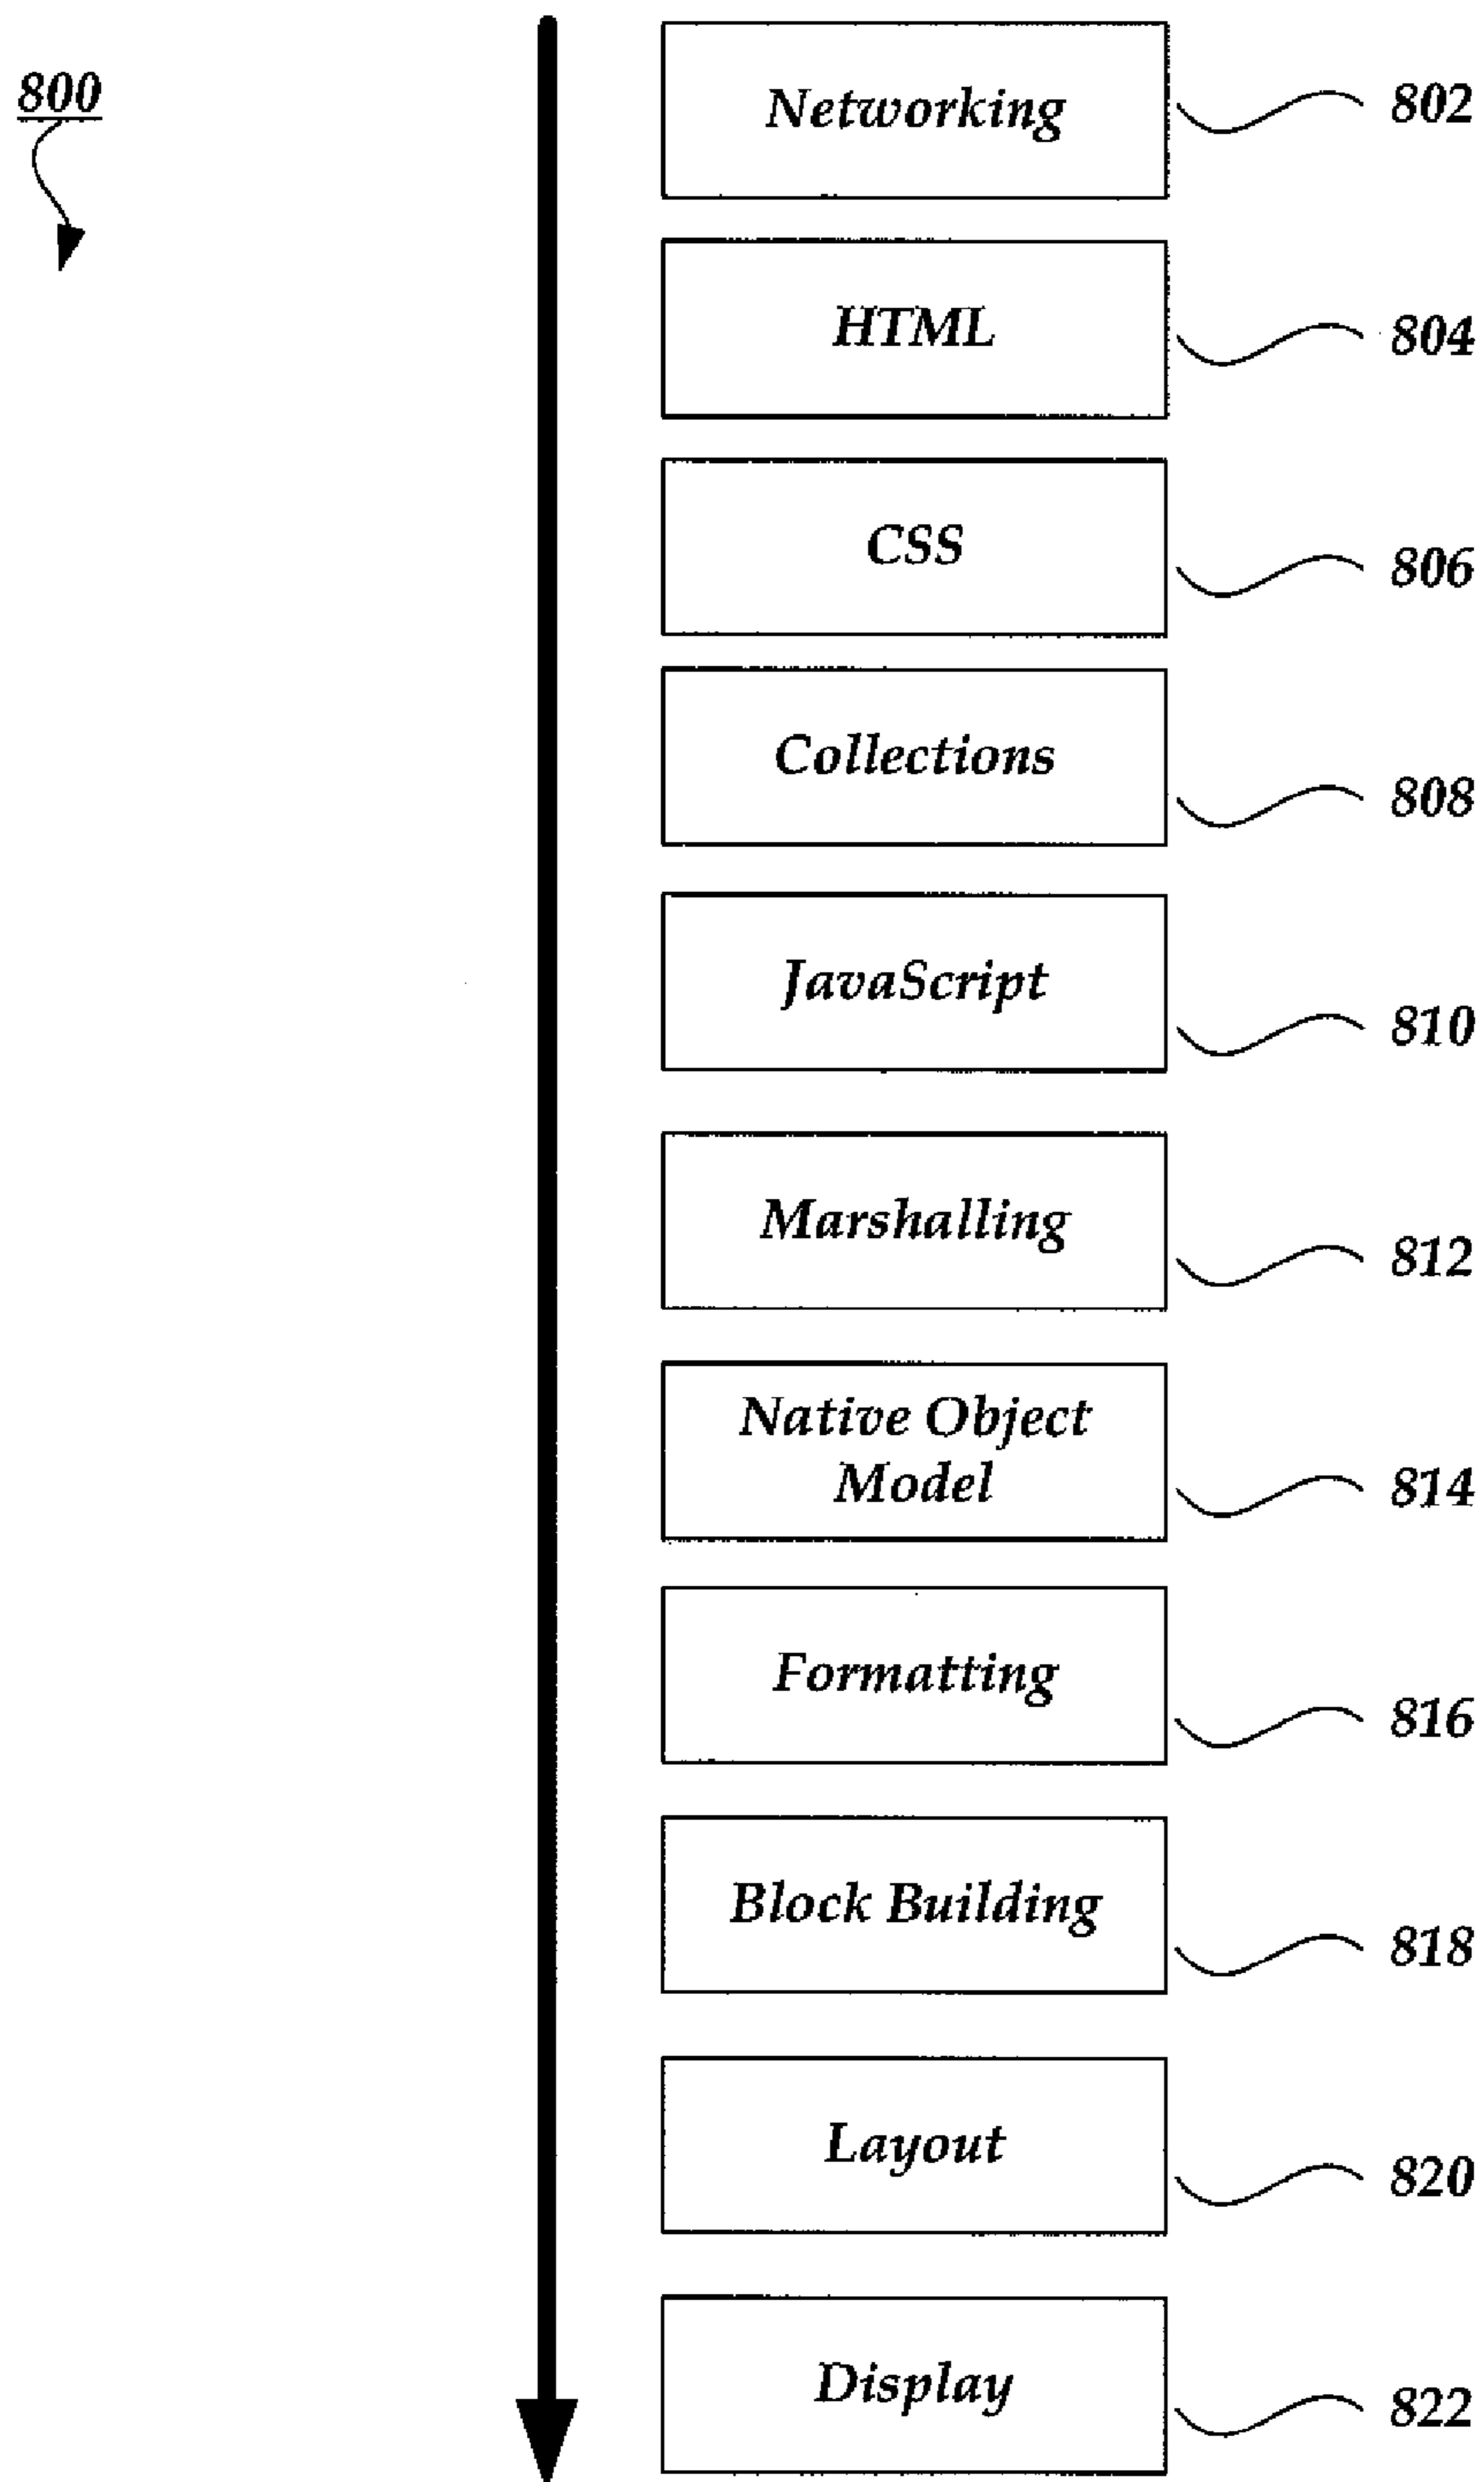 800
Networking
802
HTML
804
CSS
806
Collections
808
JavaScript
810
Marshalling
812
Native Object
Model
814
Formatting
816
Block Building
818
Layout
820
Display
822